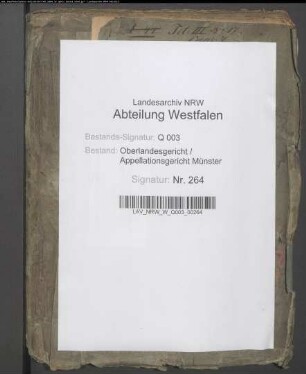 Landesarchiv NRW
Abteilung Westfalen
Bestands-Signatur: Q 003
Bestand: Oberlandesgericht /
Appellationsgericht Münster
Signatur: Nr. 264
LAV_NRW_W_Q003_00264